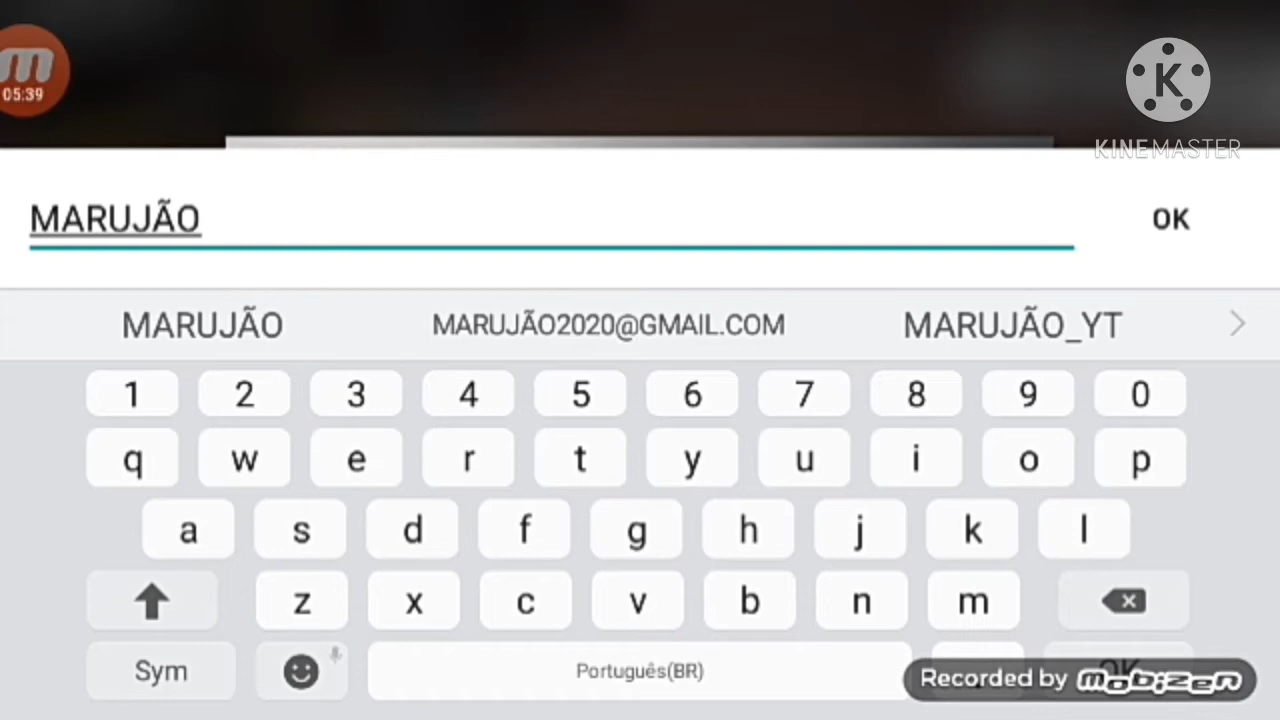 m
05:39
K
KINEMASTER
MARUJÃO
OK
MARUJÃO MARUJÃO2020@GMAIL.COM MARUJÃO_YT
1 2 3 4 5 6 7 8 9 0
q w e r t y u i o p
a s d f g h j k l
z x c v b n m
Sym Português(BR) OK
Recorded by mobizen